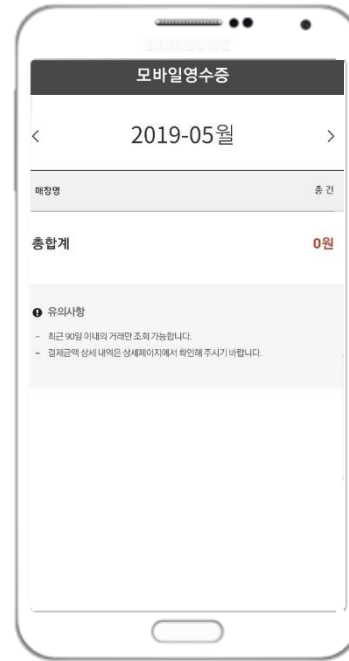 SAMSUNG
모바일영수증
< 2019-05월 >
매장명 총 건
총합계 0원
유의사항
- 최근 90일 이내의 거래만 조회 가능합니다.
- 결제금액 상세 내역은 상세페이지에서 확인해 주시기 바랍니다.